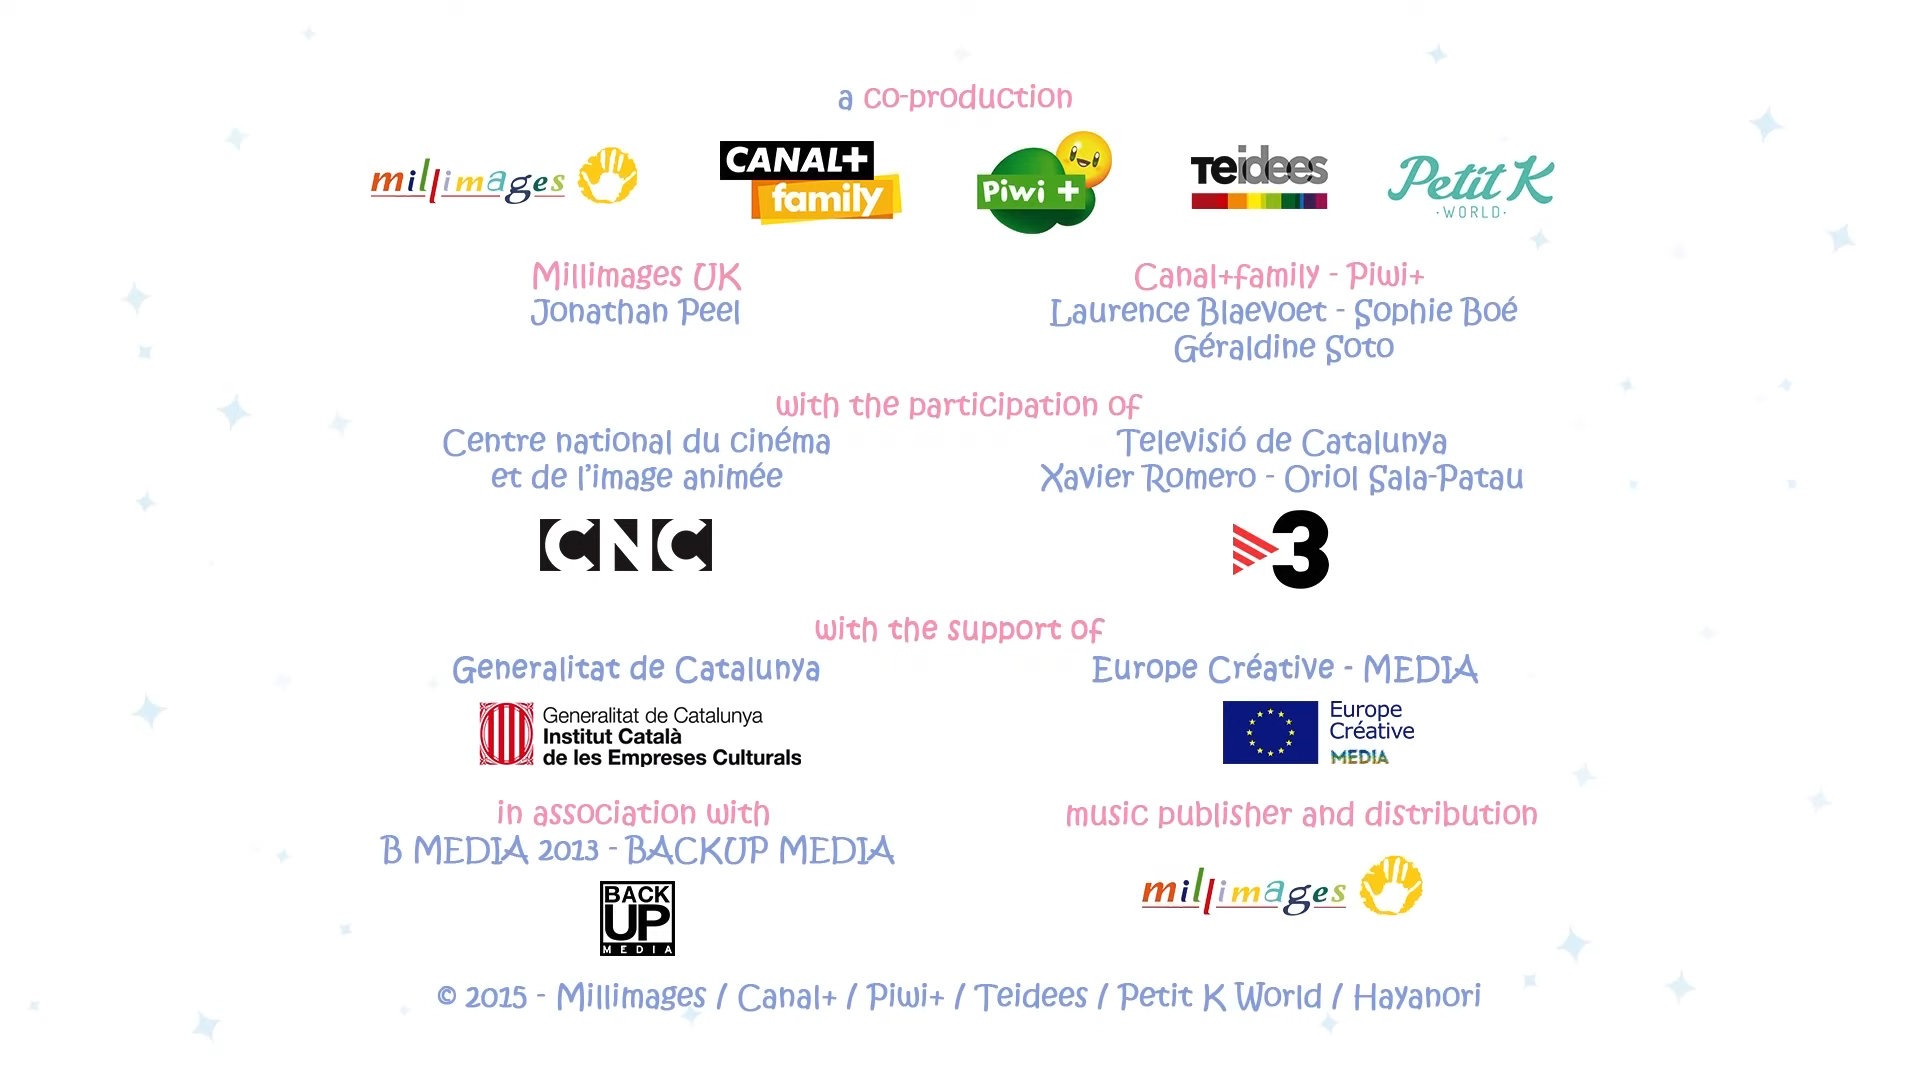 a co-production
millimages
CANAL+
family
Piwi +
Teidees
Petit K
·WORLD·
Millimages UK
Jonathan Peel
Canal+family - Piwi+
Laurence Blaevoet - Sophie Boé
Géraldine Soto
with the participation of
Centre national du cinéma
et de l'image animée
CNC
Televisió de Catalunya
Xavier Romero - Oriol Sala-Patau
3
with the support of
Generalitat de Catalunya
Generalitat de Catalunya
Institut Català
de les Empreses Culturals
Europe Créative - MEDIA
Europe
Créative
MEDIA
in association with
B MEDIA 2013 - BACKUP MEDIA
BACK
UP
MEDIA
music publisher and distribution
millimages
© 2015 - Millimages / Canal+ / Piwi+ / Teidees / Petit K World / Hayanori